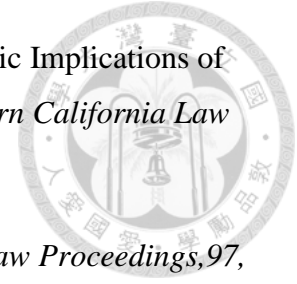 ic Implications of
rn California Law
aw Proceedings,97,